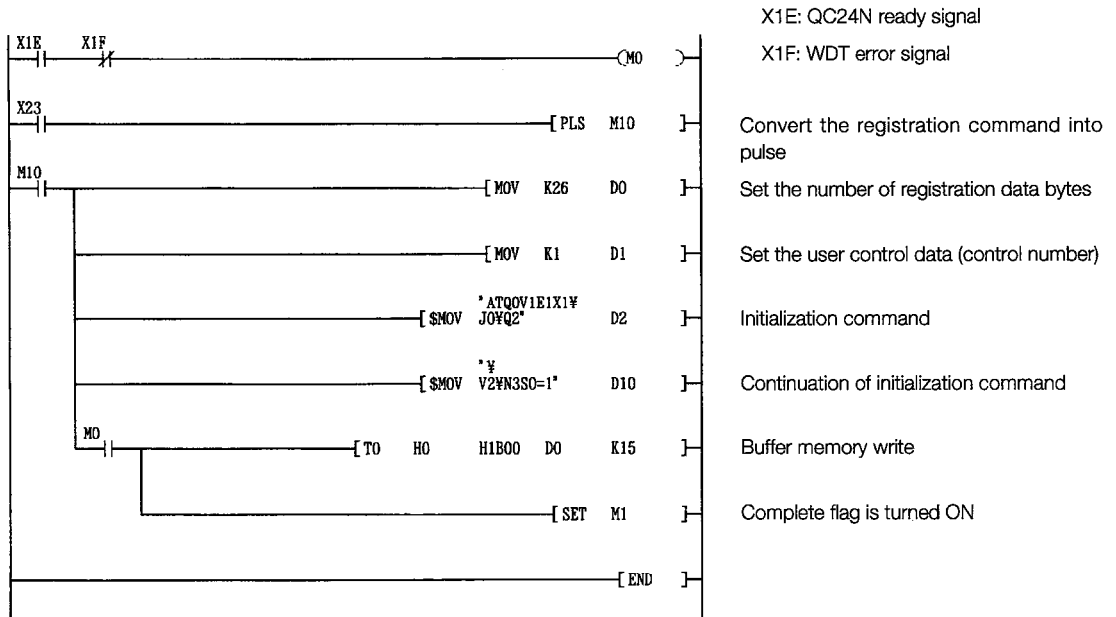 X1E: QC24N ready signal
X1E X1F (M0 ) X1F: WDT error signal
X23 [ PLS M10 ] Convert the registration command into
pulse
M10 [ MOV K26 D0 ] Set the number of registration data bytes
[ MOV K1 D1 ] Set the user control data (control number)
"ATQ0V1E1X1¥
[ $MOV J0¥Q2" D2 ] Initialization command
"¥
[ $MOV V2¥N3S0=1" D10 ] Continuation of initialization command
M0 [ TO H0 H1B00 D0 K15 ] Buffer memory write
[ SET M1 ] Complete flag is turned ON
[ END ]